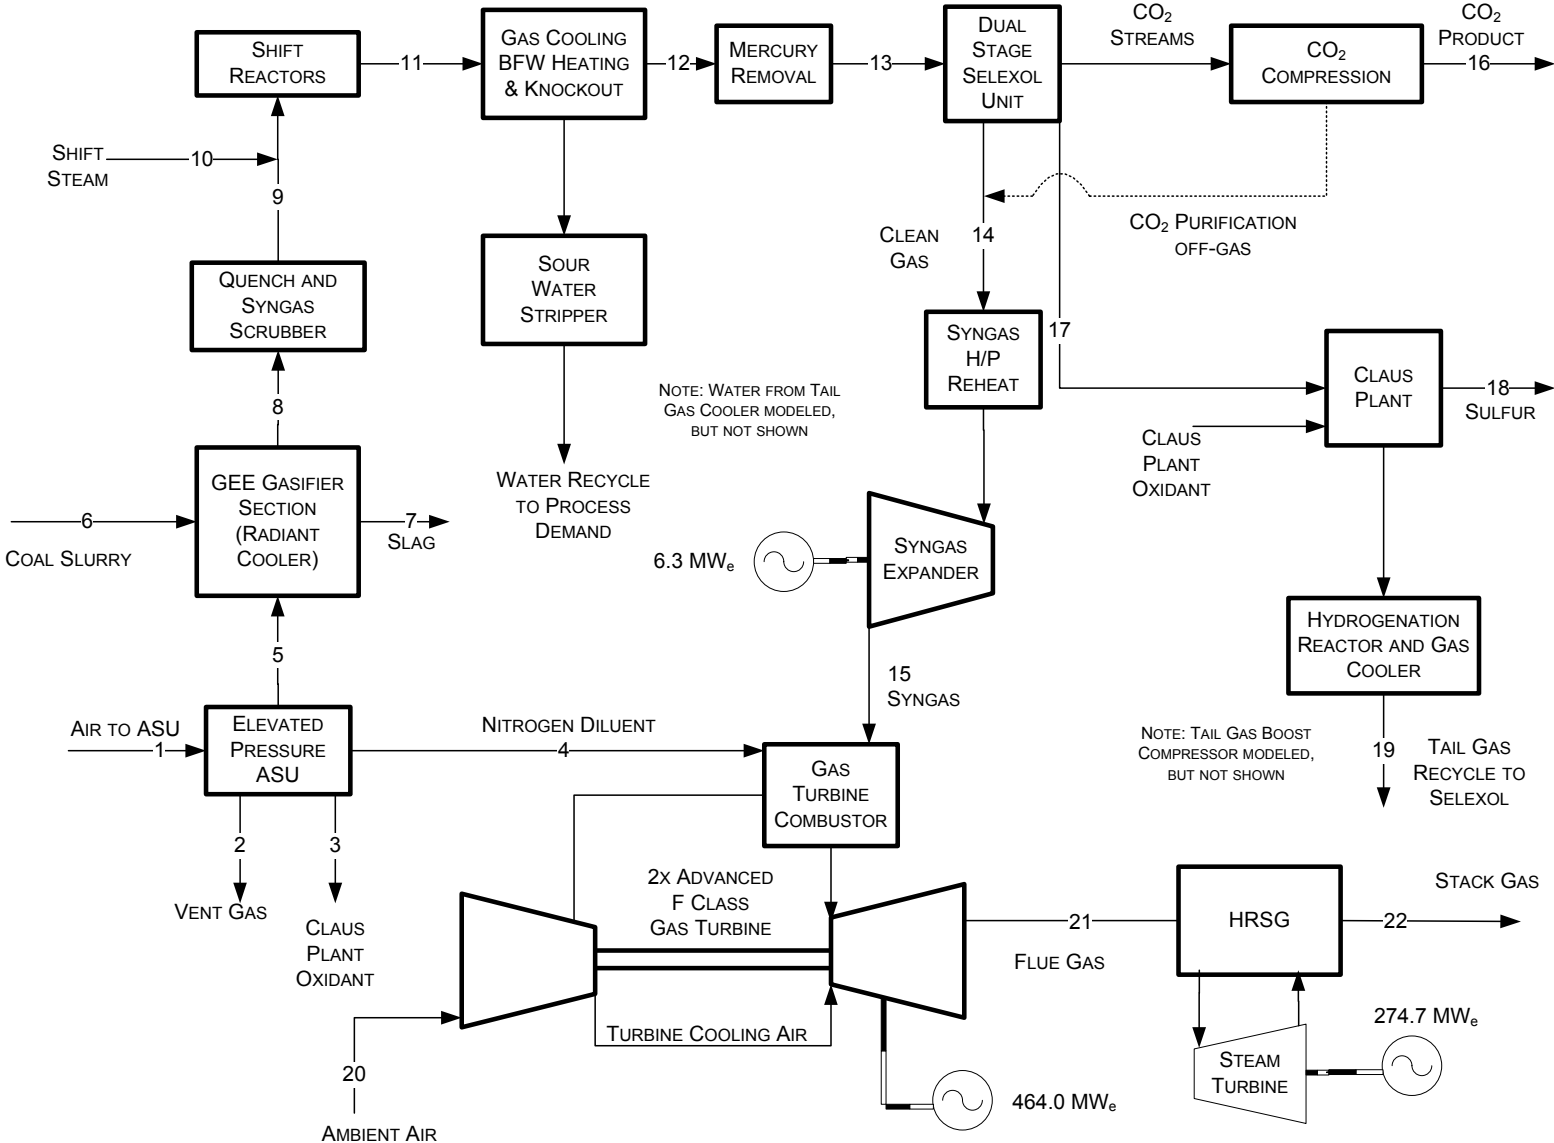 SHIFT
REACTORS
11
GAS COOLING
BFW HEATING
& KNOCKOUT
12
MERCURY
REMOVAL
13
DUAL
STAGE
SELEXOL
UNIT
CO2
STREAMS
CO2
COMPRESSION
CO2
PRODUCT
16
SHIFT
STEAM
10
9
CLEAN
GAS
14
CO2 PURIFICATION
OFF-GAS
QUENCH AND
SYNGAS
SCRUBBER
SOUR
WATER
STRIPPER
SYNGAS
H/P
REHEAT
17
CLAUS
PLANT
18
SULFUR
8
NOTE: WATER FROM TAIL
GAS COOLER MODELED,
BUT NOT SHOWN
CLAUS
PLANT
OXIDANT
6
COAL SLURRY
GEE GASIFIER
SECTION
(RADIANT
COOLER)
7
SLAG
WATER RECYCLE
TO PROCESS
DEMAND
6.3 MWe
SYNGAS
EXPANDER
5
15
SYNGAS
HYDROGENATION
REACTOR AND GAS
COOLER
AIR TO ASU
1
ELEVATED
PRESSURE
ASU
NITROGEN DILUENT
4
GAS
TURBINE
COMBUSTOR
NOTE: TAIL GAS BOOST
COMPRESSOR MODELED,
BUT NOT SHOWN
19
TAIL GAS
RECYCLE TO
SELEXOL
2
VENT GAS
3
CLAUS
PLANT
OXIDANT
2X ADVANCED
F CLASS
GAS TURBINE
21
FLUE GAS
HRSG
STACK GAS
22
TURBINE COOLING AIR
20
AMBIENT AIR
464.0 MWe
STEAM
TURBINE
274.7 MWe